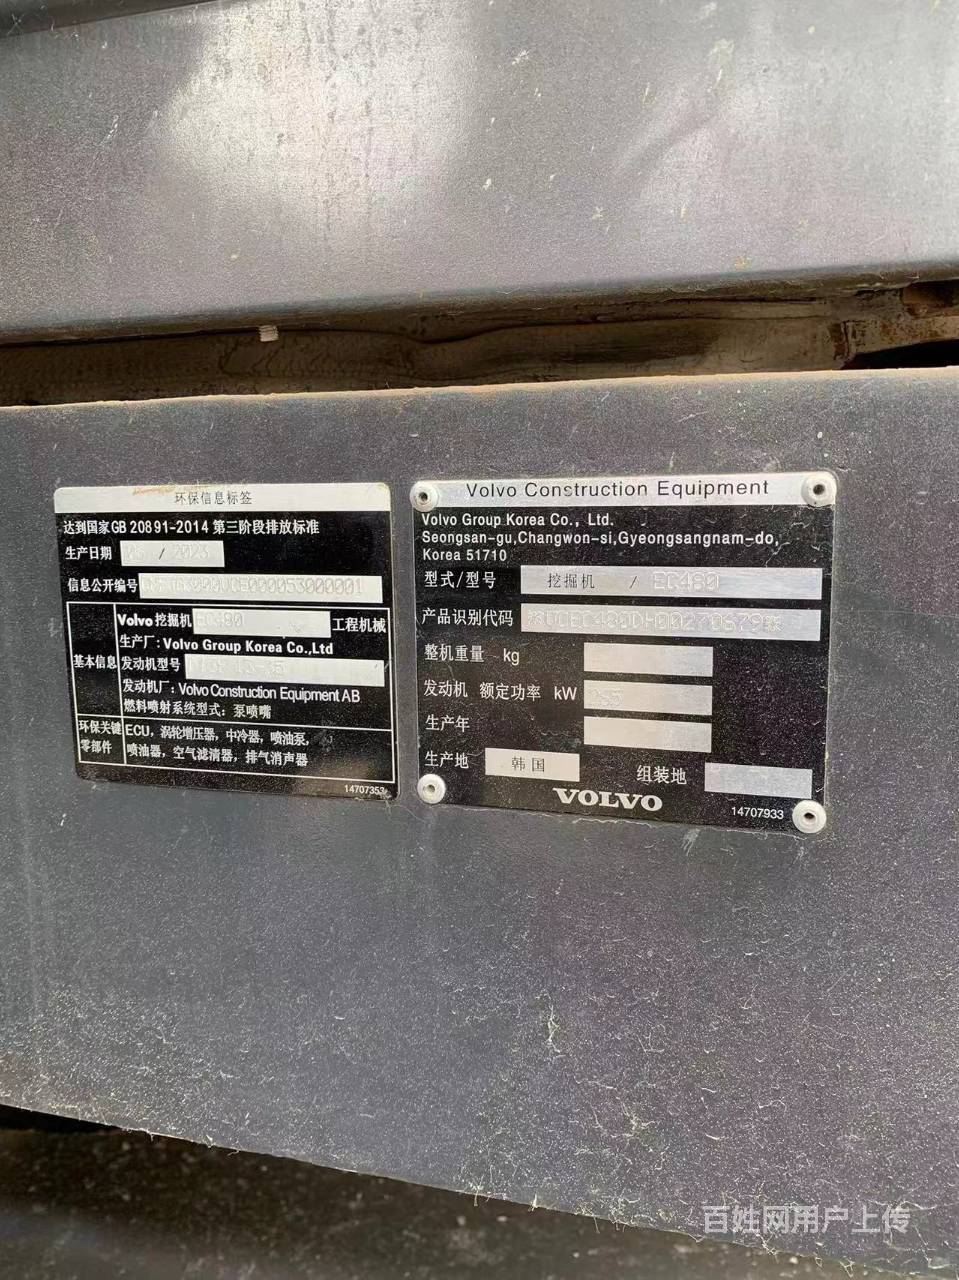 环保信息标签
达到国家GB 20891-2014 第三阶段排放标准
生产日期 / 2023
信息公开编号
基本信息
Volvo 挖掘机 EC480 工程机械
生产厂: Volvo Group Korea Co.,Ltd
发动机型号
发动机厂: Volvo Construction Equipment AB
燃料喷射系统型式: 泵喷嘴
环保关键零部件
ECU, 涡轮增压器, 中冷器, 喷油泵,
喷油器, 空气滤清器, 排气消声器
14707353
Volvo Construction Equipment
Volvo Group Korea Co., Ltd.
Seongsan-gu,Changwon-si,Gyeongsangnam-do,
Korea 51710
型式/型号 挖掘机 / EC480
产品识别代码
整机重量 kg
发动机 额定功率 kW
生产年
生产地 韩国 组装地
VOLVO
14707933
百姓网用户上传